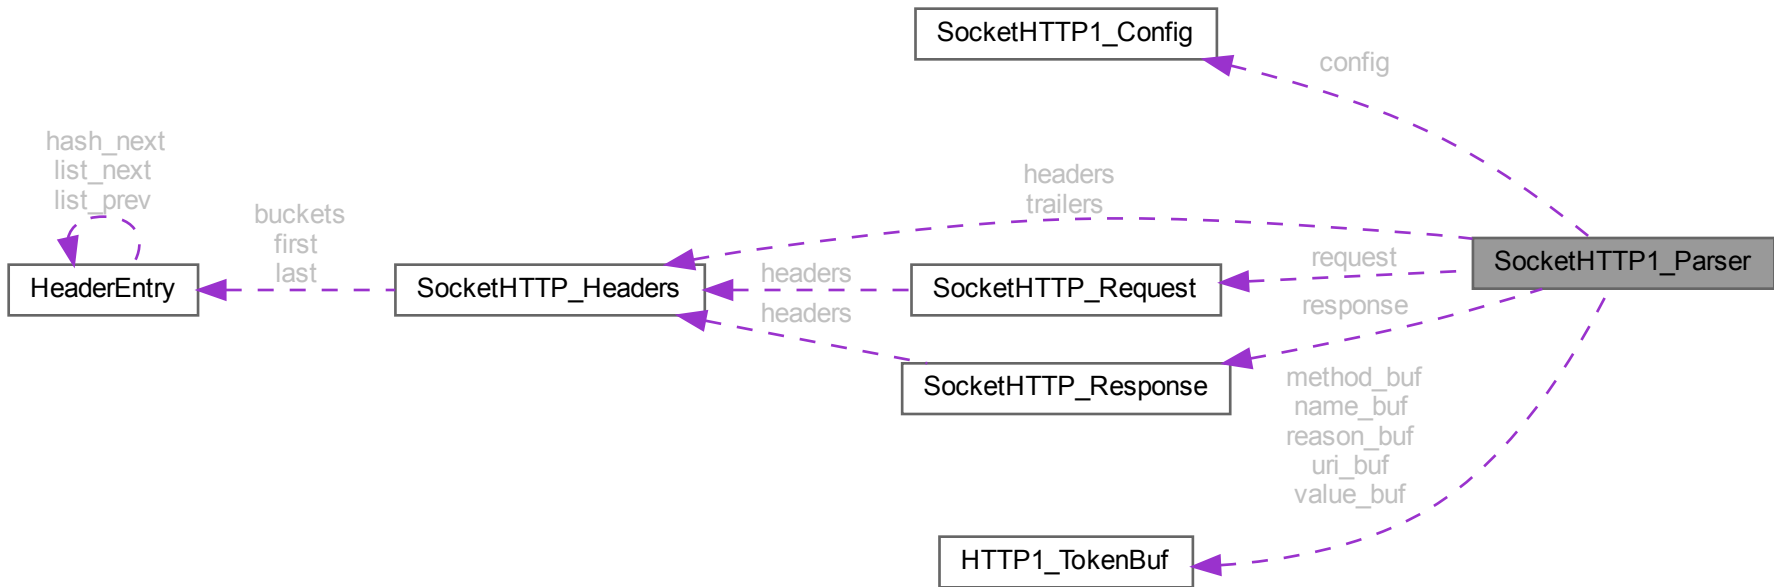 SocketHTTP1_Config
config
hash_next
list_next
list_prev
headers
trailers
buckets
first
last
request
SocketHTTP1_Parser
HeaderEntry
SocketHTTP_Headers
headers
SocketHTTP_Request
headers
response
SocketHTTP_Response
method_buf
name_buf
reason_buf
uri_buf
value_buf
HTTP1_TokenBuf